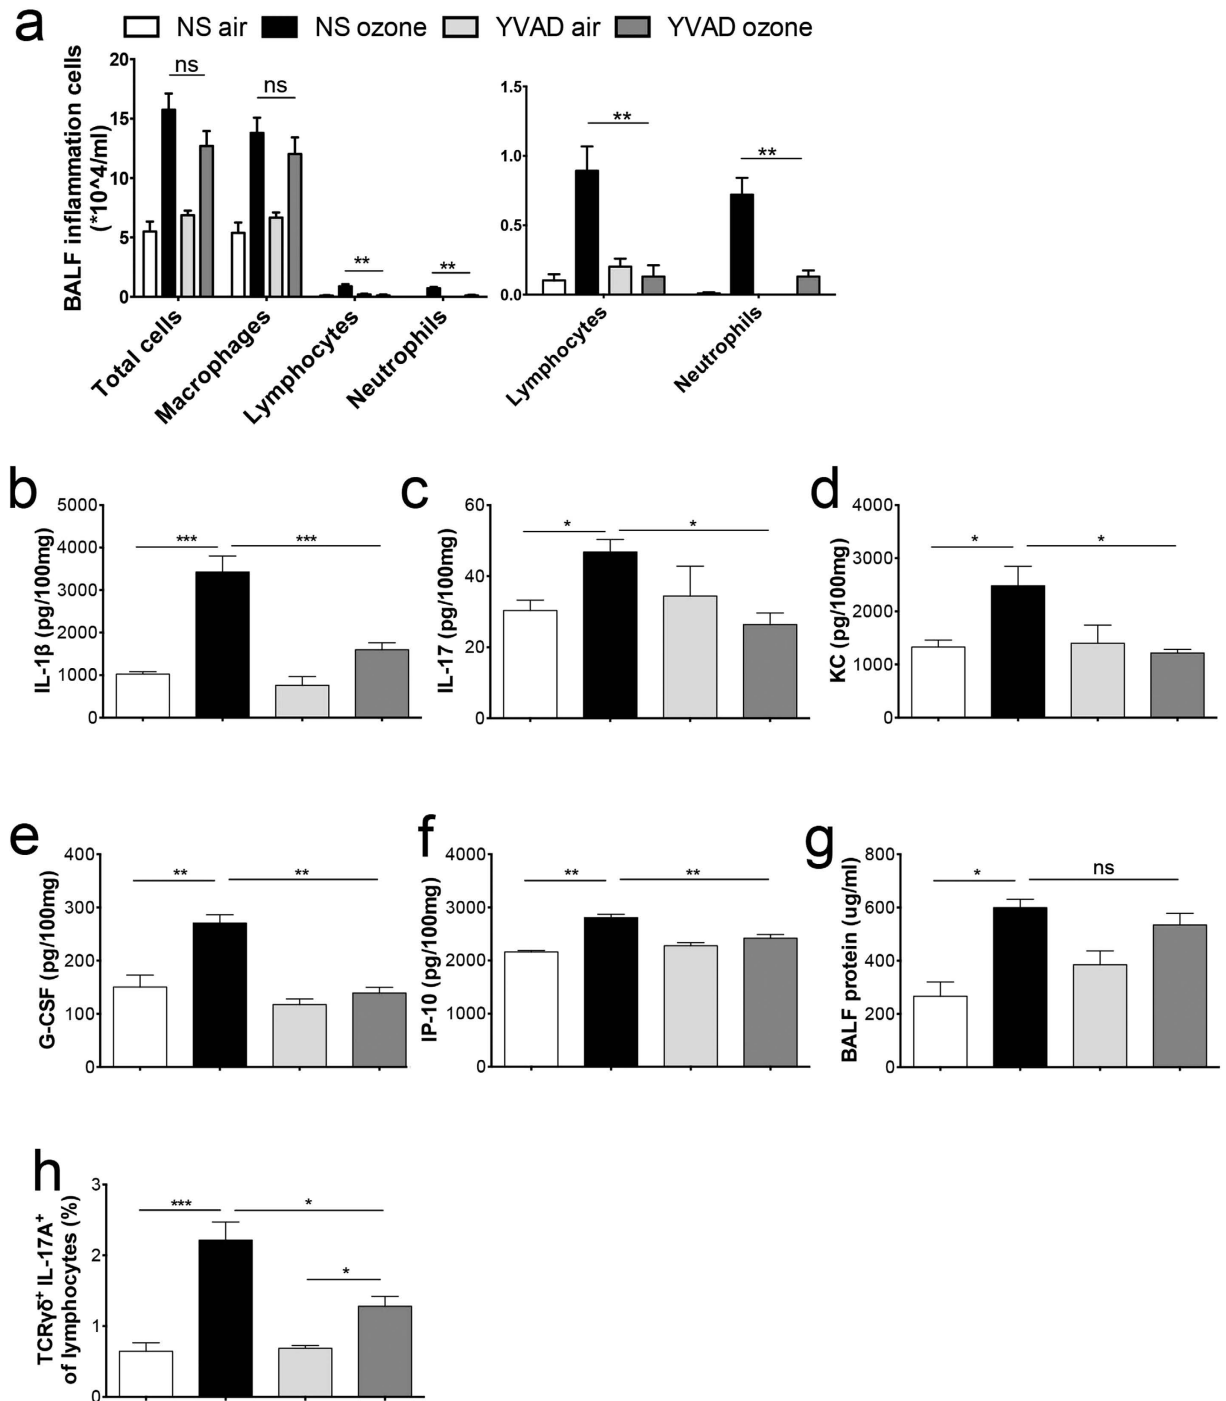 a
NS air NS ozone YVAD air YVAD ozone
BALF inflammation cells
(*10^4/ml)
20
15
10
5
0
ns
ns
**
**
Total cells
Macrophages
Lymphocytes
Neutrophils
1.5
1.0
0.5
0.0
**
**
Lymphocytes
Neutrophils
b
IL-1β (pg/100mg)
5000
4000
3000
2000
1000
0
***
***
c
IL-17 (pg/100mg)
60
40
20
0
*
*
d
KC (pg/100mg)
4000
3000
2000
1000
0
*
*
e
G-CSF (pg/100mg)
400
300
200
100
0
**
**
f
IP-10 (pg/100mg)
4000
3000
2000
1000
0
**
**
g
BALF protein (ug/ml)
800
600
400
200
0
*
ns
h
TCRγδ⁺ IL-17A⁺
of lymphocytes (%)
3
2
1
0
***
*
*